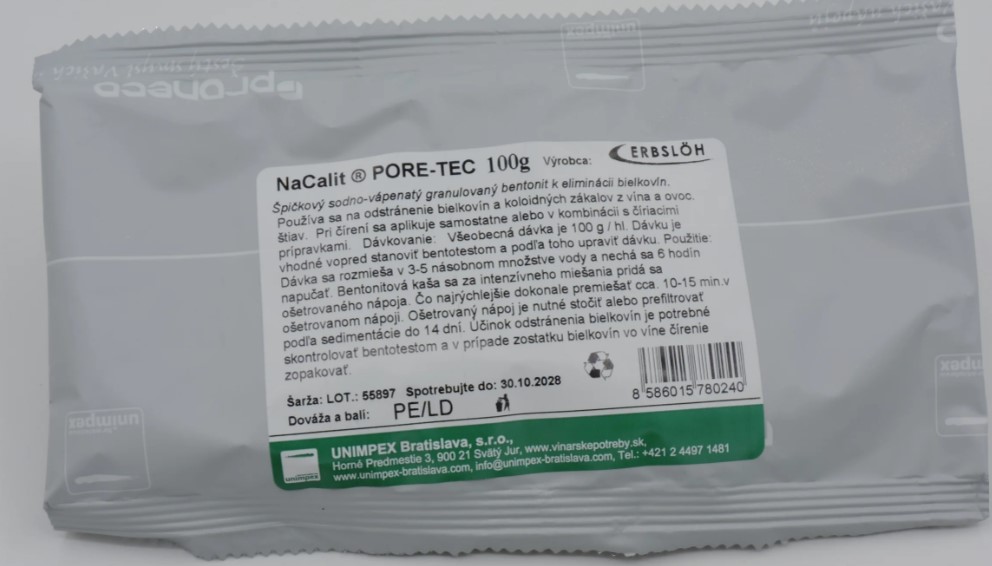 unimpex
proneco
NaCalit ® PORE-TEC 100g Výrobca: ERBSLÖH
Špičkový sodno-vápenatý granulovaný bentonit k eliminácii bielkovín.
Používa sa na odstránenie bielkovín a koloidných zákalov z vína a ovoc.
štiav. Pri čírení sa aplikuje samostatne alebo v kombinácii s číriacimi
prípravkami. Dávkovanie: Všeobecná dávka je 100 g / hl. Dávku je
vhodné vopred stanoviť bentotestom a podľa toho upraviť dávku. Použitie:
Dávka sa rozmieša v 3-5 násobnom množstve vody a nechá sa 6 hodín
napučať. Bentonitová kaša sa za intenzívneho miešania pridá sa
ošetrovaného nápoja. Čo najrýchlejšie dokonale premiešať cca. 10-15 min.v
ošetrovanom nápoji. Ošetrovaný nápoj je nutné stočiť alebo prefiltrovať
podľa sedimentácie do 14 dní. Účinok odstránenia bielkovín je potrebné
skontrolovať bentotestom a v prípade zostatku bielkovín vo víne čírenie
zopakovať.
Šarža: LOT.: 55897 Spotrebujte do: 30.10.2028
Dováža a balí: PE/LD
8 586015 780240
UNIMPEX Bratislava, s.r.o.,
Horné Predmestie 3, 900 21 Svätý Jur, www.vinarskepotreby.sk,
www.unimpex-bratislava.com, info@unimpex-bratislava.com, Tel.: +421 2 4497 1481
unimpex
unimpex
unimpex